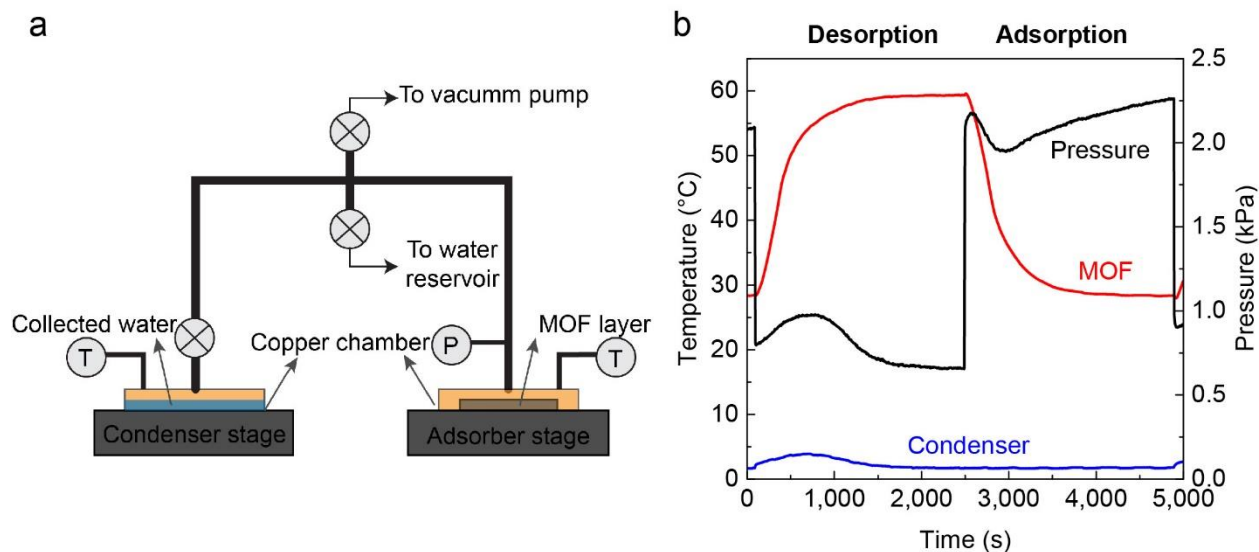 a
To vacumm pump
To water
reservoir
Collected water
T
Copper chamber
P
MOF layer
T
Condenser stage
Adsorber stage
b
Desorption
Adsorption
60
50
40
30
20
10
0
Temperature (°C)
2.5
2.0
1.5
1.0
0.5
0.0
Presssure (kPa)
Pressure
MOF
Condenser
0
1,000
2,000
3,000
4,000
5,000
Time (s)